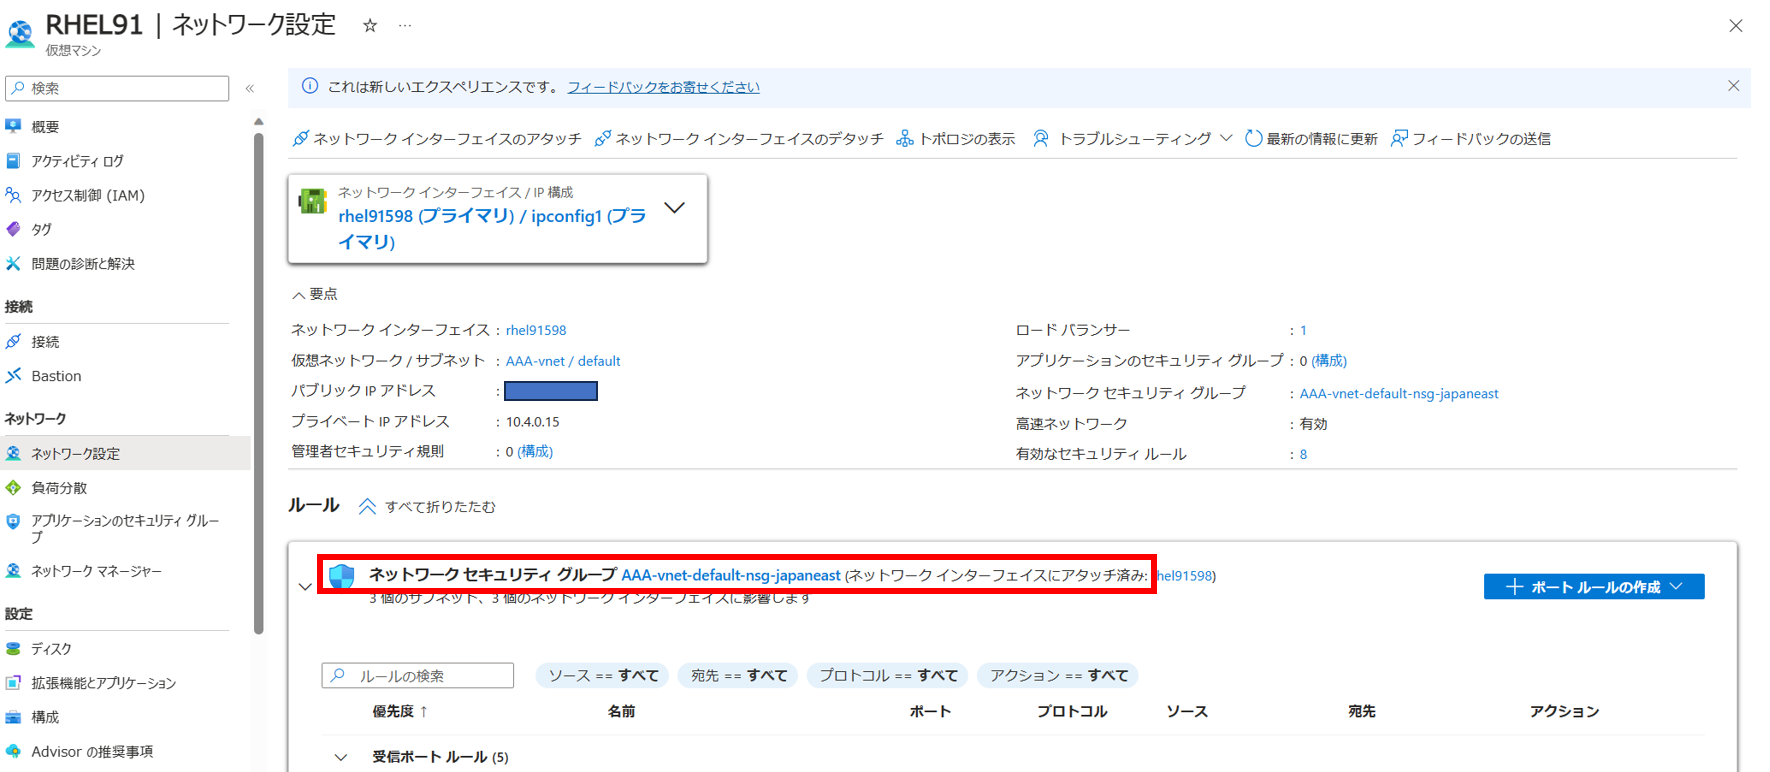 RHEL91 | ネットワーク設定 ☆ …
仮想マシン
検索 «
これは新しいエクスペリエンスです。 フィードバックをお寄せください
ネットワーク インターフェイスのアタッチ ネットワーク インターフェイスのデタッチ トポロジの表示 トラブルシューティング 最新の情報に更新 フィードバックの送信
概要
アクティビティ ログ
アクセス制御 (IAM)
タグ
問題の診断と解決
接続
接続
Bastion
ネットワーク
ネットワーク設定
負荷分散
アプリケーションのセキュリティ グルー
プ
ネットワーク マネージャー
設定
ディスク
拡張機能とアプリケーション
構成
Advisor の推奨事項
ネットワーク インターフェイス / IP 構成
rhel91598 (プライマリ) / ipconfig1 (プラ
イマリ)
要点
ネットワーク インターフェイス : rhel91598
仮想ネットワーク / サブネット : AAA-vnet / default
パブリック IP アドレス :
プライベート IP アドレス : 10.4.0.15
管理者セキュリティ規則 : 0 (構成)
ロード バランサー : 1
アプリケーションのセキュリティ グループ : 0 (構成)
ネットワーク セキュリティ グループ : AAA-vnet-default-nsg-japaneast
高速ネットワーク : 有効
有効なセキュリティ ルール : 8
ルール すべて折りたたむ
ネットワーク セキュリティ グループ AAA-vnet-default-nsg-japaneast (ネットワーク インターフェイスにアタッチ済み: rhel91598)
3 個のサブネット、3 個のネットワーク インターフェイスに影響します
ポート ルールの作成
ルールの検索 ソース == すべて 宛先 == すべて プロトコル == すべて アクション == すべて
優先度 ↑ 名前 ポート プロトコル ソース 宛先 アクション
受信ポート ルール (5)